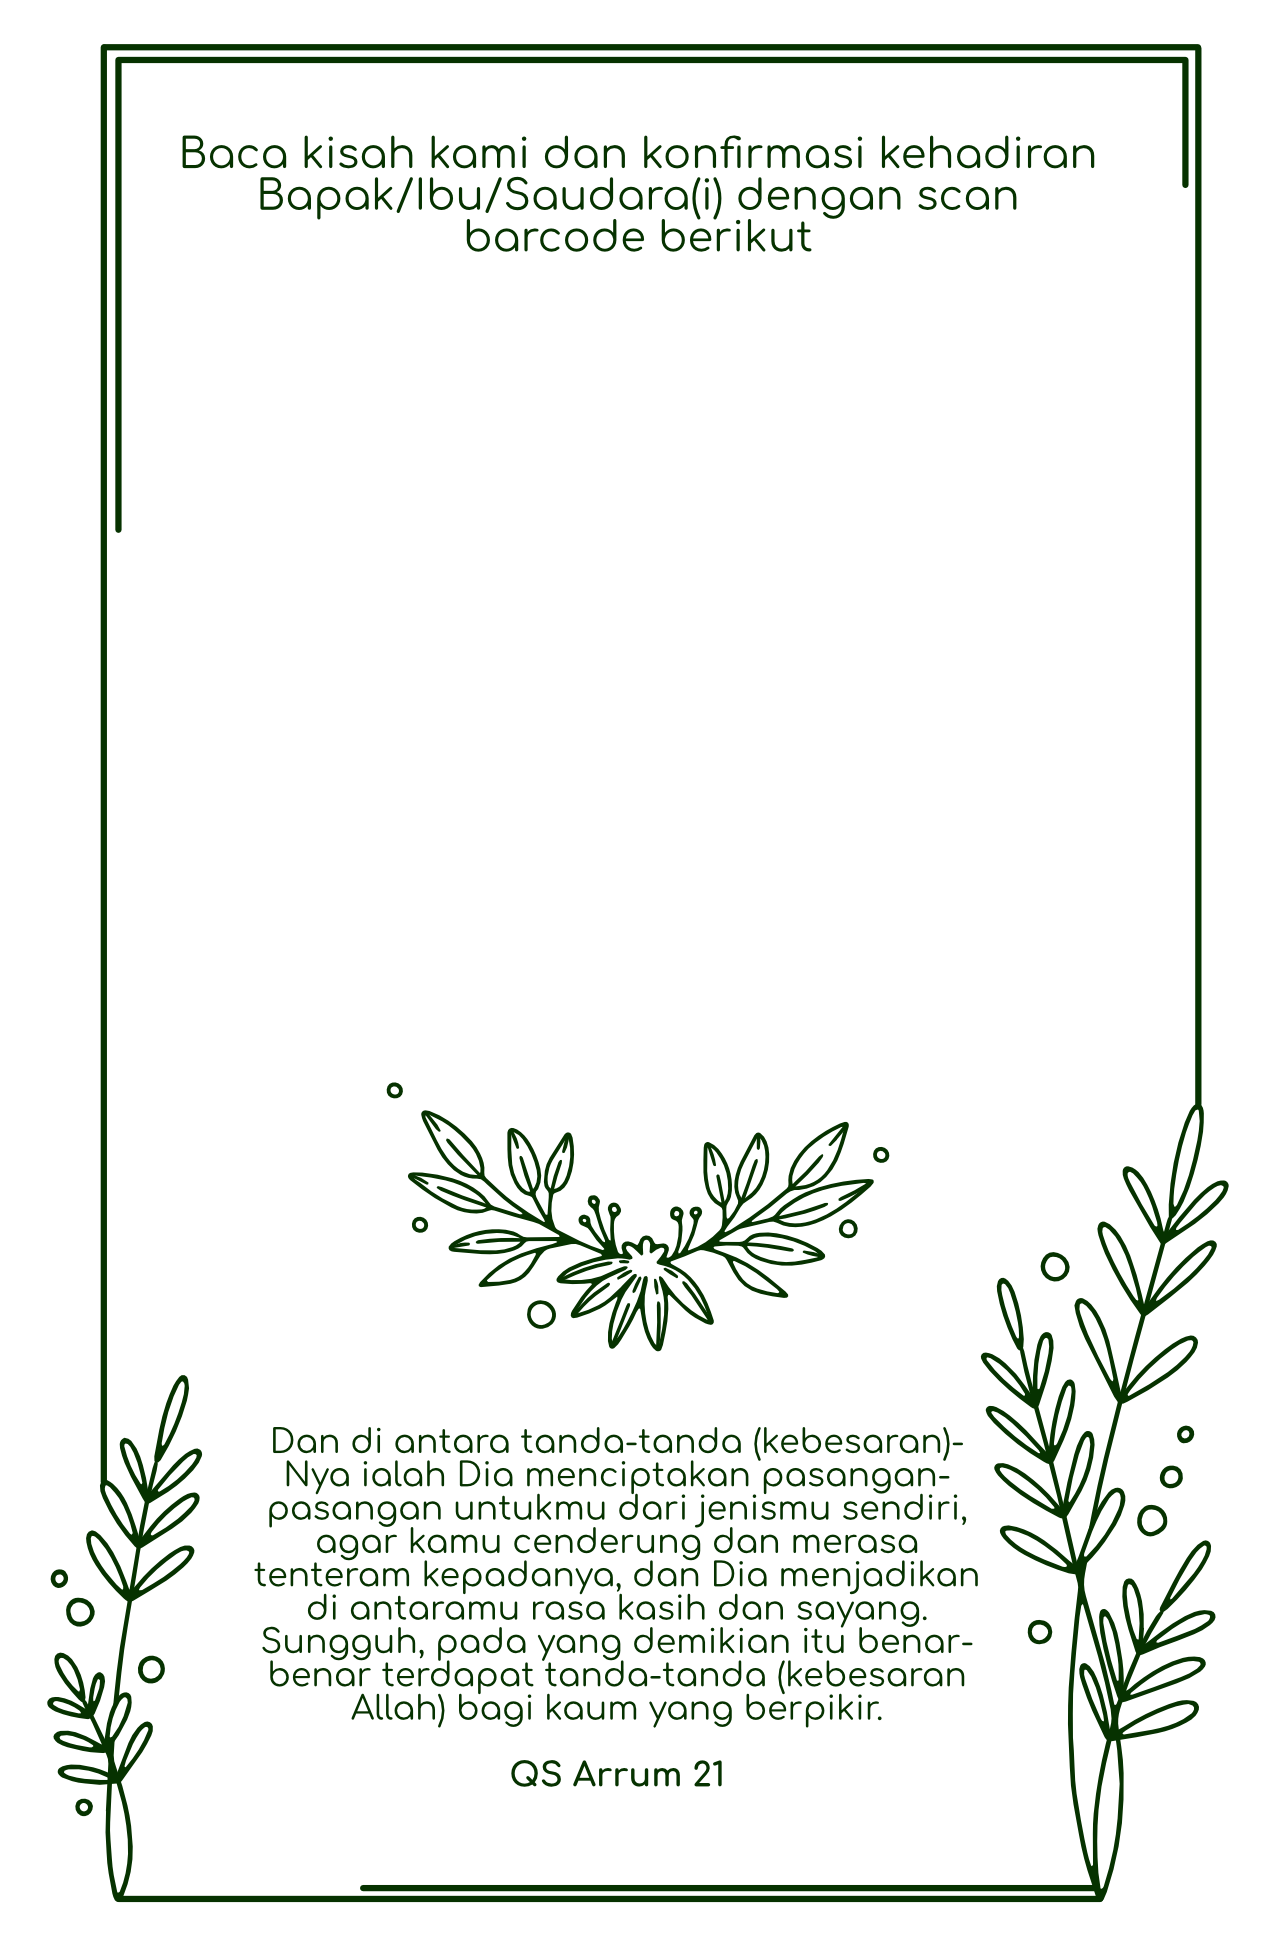 Baca kisah kami dan konfirmasi kehadiran
Bapak/Ibu/Saudara(i) dengan scan
barcode berikut
Dan di antara tanda-tanda (kebesaran)-
Nya ialah Dia menciptakan pasangan-
pasangan untukmu dari jenismu sendiri,
agar kamu cenderung dan merasa
tenteram kepadanya, dan Dia menjadikan
di antaramu rasa kasih dan sayang.
Sungguh, pada yang demikian itu benar-
benar terdapat tanda-tanda (kebesaran
Allah) bagi kaum yang berpikir.
QS Arrum 21